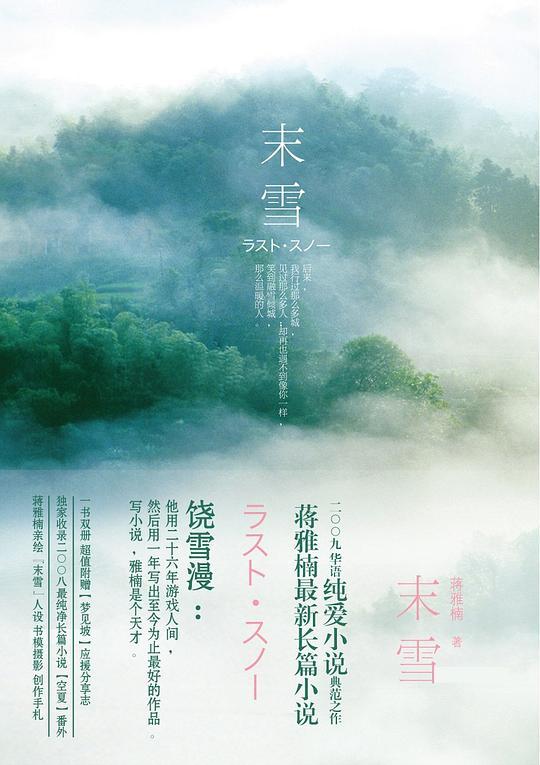 末雪
ラスト・スノー
后来，
我行过那么多城，
见过那么多人，却再也遇不到像你一样，
笑到融雪倾城，
那么温暖的人。
蒋雅楠 著
末雪
二〇〇九华语纯爱小说典范之作
蒋雅楠最新长篇小说
ラスト・スノー
饶雪漫：
他用二十六年游戏人间，
然后用一年写出至今为止最好的作品。
写小说，雅楠是个天才。
一书双册 超值附赠【梦见坡】应援分享志
独家收录二〇〇八最纯净长篇小说【空夏】番外
蒋雅楠亲绘「末雪」人设 书模摄影 创作手札